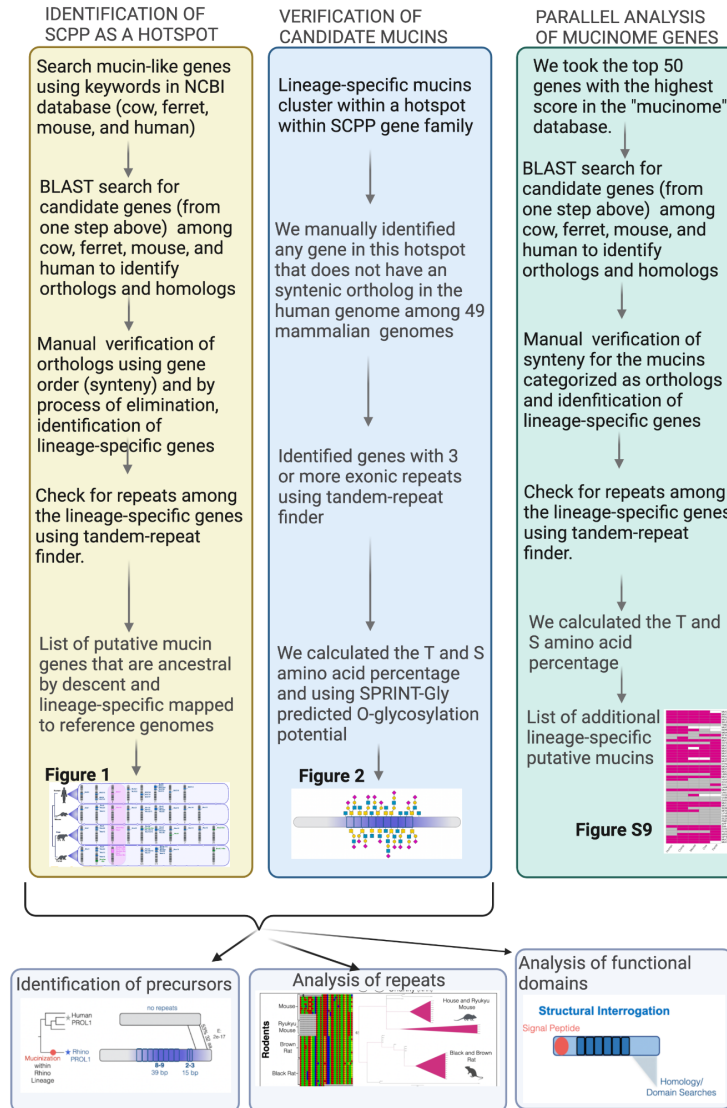 IDENTIFICATION OF
SCPP AS A HOTSPOT
Search mucin-like genes
using keywords in NCBI
database (cow, ferret,
mouse, and human)
BLAST search for
candidate genes (from
one step above) among
cow, ferret, mouse, and
human to identify
orthologs and homologs
Manual verification of
orthologs using gene
order (synteny) and by
process of elimination,
identification of
lineage-specific genes
Check for repeats among
the lineage-specific genes
using tandem-repeat
finder.
List of putative mucin
genes that are ancestral
by descent and
lineage-specific mapped
to reference genomes
Figure 1
VERIFICATION OF
CANDIDATE MUCINS
Lineage-specific mucins
cluster within a hotspot
within SCPP gene family
We manually identified
any gene in this hotspot
that does not have an
syntenic ortholog in the
human genome among 49
mammalian genomes
Identified genes with 3
or more exonic repeats
using tandem-repeat
finder
We calculated the T and S
amino acid percentage
and using SPRINT-Gly
predicted O-glycosylation
potential
Figure 2
PARALLEL ANALYSIS
OF MUCINOME GENES
We took the top 50
genes with the highest
score in the "mucinome"
database.
BLAST search for
candidate genes (from
one step above) among
cow, ferret, mouse, and
human to identify
orthologs and homologs
Manual verification of
synteny for the mucins
categorized as orthologs
and idenfitication of
lineage-specific genes
Check for repeats among
the lineage-specific genes
using tandem-repeat
finder.
We calculated the T and
S amino acid
percentage
List of additional
lineage-specific
putative mucins
Figure S9
Identification of precursors
Human
PROL1
no repeats
Rhino
PROL1
Mucinization
within
Rhino
Lineage
8-9
39 bp
2-3
15 bp
E:
2e-17
Analysis of repeats
Rodents
Mouse
Ryukyu
Mouse
Brown
Rat
Black Rat
House and Ryukyu
Mouse
Black and Brown
Rat
Analysis of functional
domains
Structural Interrogation
Signal Peptide
Homology/
Domain Searches